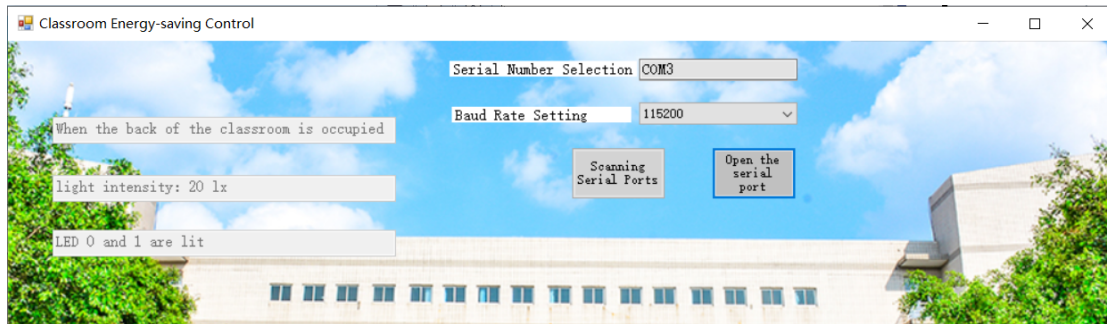 Classroom Energy-saving Control
Serial Number Selection COM3
Baud Rate Setting 115200
When the back of the classroom is occupied
Scanning
Serial Ports
Open the
serial
port
light intensity: 20 lx
LED 0 and 1 are lit